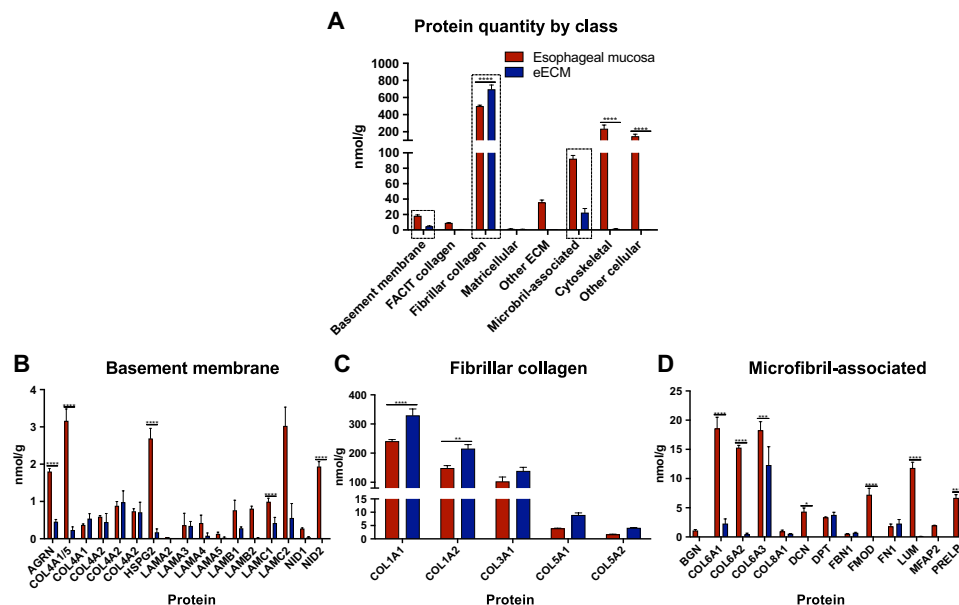 A
Protein quantity by class
Esophageal mucosa
eECM
1000
800
600
400
200
100
80
60
40
20
0
nmol/g
****
****
****
Basement membrane
FACIT collagen
Fibrillar collagen
Matricellular
Other ECM
Microbril-associated
Cytoskeletal
Other cellular
B
Basement membrane
4
3
2
1
0
nmol/g
****
****
****
****
****
AGRN
COL4A1/5
COL4A1
COL4A2
COL4A2
COL4A2
HSPG2
LAMA2
LAMA3
LAMA4
LAMA5
LAMB1
LAMB2
LAMC1
LAMC2
NID1
NID2
Protein
C
Fibrillar collagen
400
300
200
100
15
10
5
0
nmol/g
****
**
COL1A1
COL1A2
COL3A1
COL5A1
COL5A2
Protein
D
Microfibril-associated
25
20
15
10
5
0
nmol/g
****
****
***
*
****
****
**
BGN
COL6A1
COL6A2
COL6A3
COL8A1
DCN
DPT
FBN1
FMOD
FN1
LUM
MFAP2
PRELP
Protein